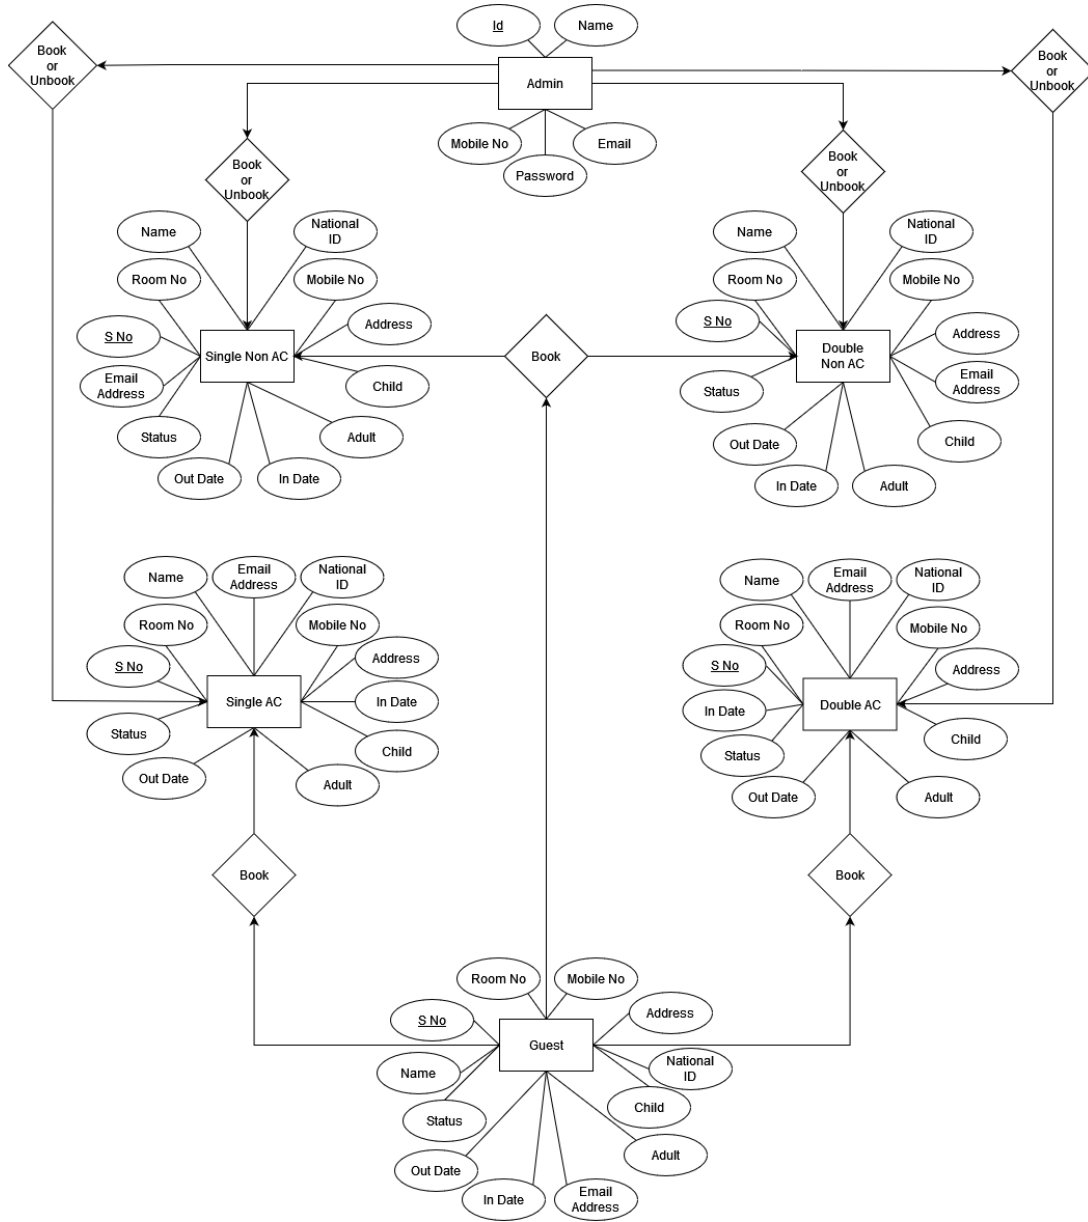 Id
Name
Book
or
Unbook
Admin
Book
or
Unbook
Mobile No
Email
Password
Book
or
Unbook
Book
or
Unbook
Name
National
ID
Room No
Mobile No
S No
Address
Single Non AC
Email
Address
Child
Status
Adult
Out Date
In Date
Book
Name
National
ID
Room No
Mobile No
S No
Address
Double
Non AC
Email
Address
Status
Child
Out Date
In Date
Adult
Name
Email
Address
National
ID
Room No
Mobile No
S No
Address
Single AC
In Date
Status
Child
Out Date
Adult
Name
Email
Address
National
ID
Room No
Mobile No
S No
Address
In Date
Double AC
Status
Child
Out Date
Adult
Book
Book
Room No
Mobile No
S No
Address
Guest
Name
National
ID
Status
Child
Out Date
Adult
In Date
Email
Address